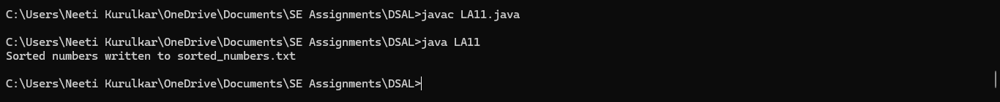 C:\Users\Neeti Kurulkar\OneDrive\Documents\SE Assignments\DSAL>javac LA11.java
C:\Users\Neeti Kurulkar\OneDrive\Documents\SE Assignments\DSAL>java LA11
Sorted numbers written to sorted_numbers.txt
C:\Users\Neeti Kurulkar\OneDrive\Documents\SE Assignments\DSAL>